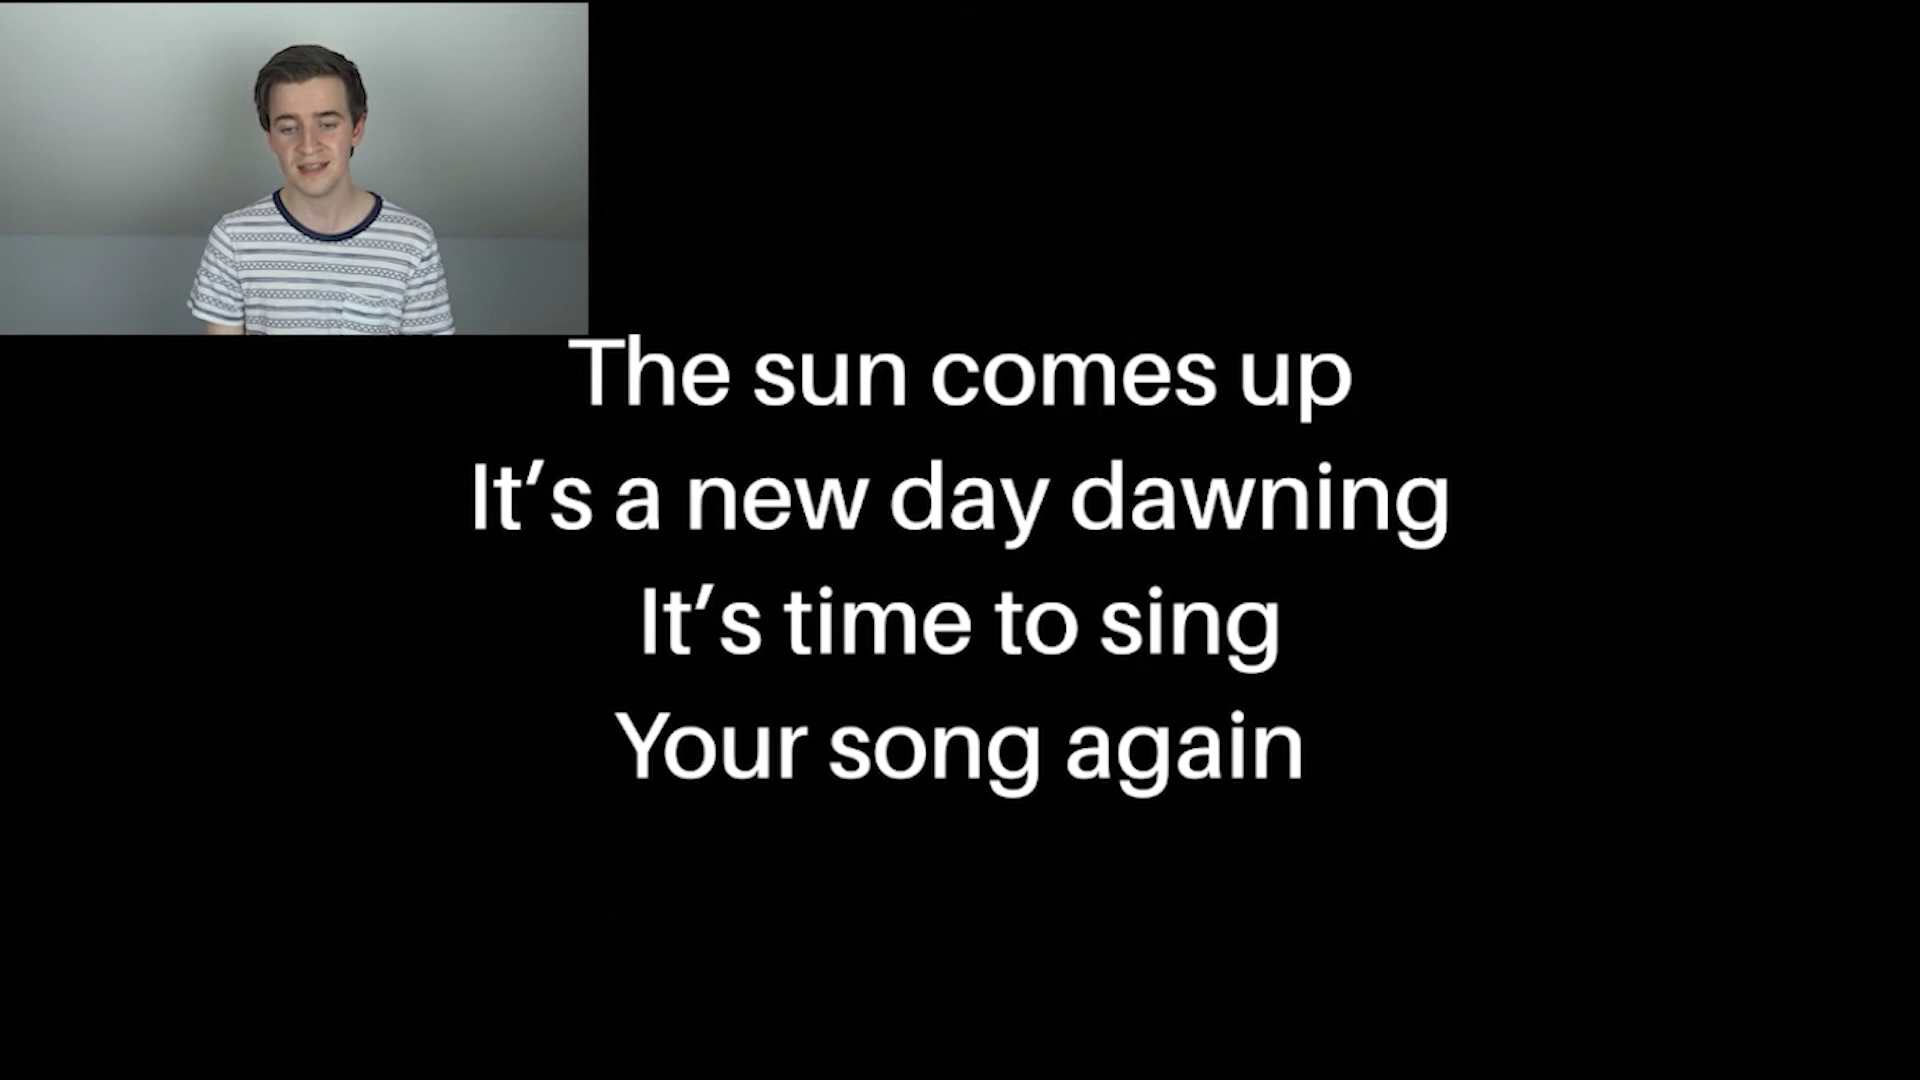 The sun comes up
It’s a new day dawning
It’s time to sing
Your song again